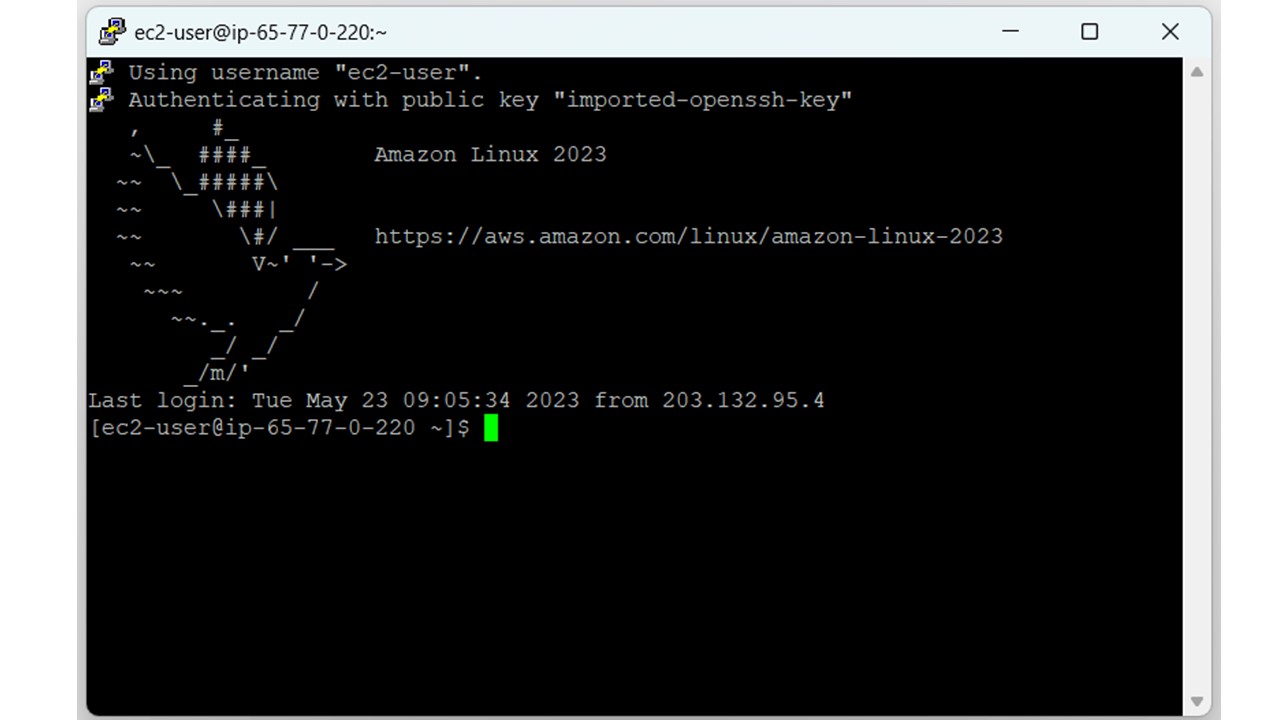 ec2-user@ip-65-77-0-220:~
Using username "ec2-user".
Authenticating with public key "imported-openssh-key"
   ,     #_
   ~\_  ####_        Amazon Linux 2023
  ~~  \_#####\
  ~~     \###|
  ~~       \#/ ___   https://aws.amazon.com/linux/amazon-linux-2023
   ~~       V~' '->
    ~~~         /
      ~~._.   _/
         _/ _/
       _/m/'
Last login: Tue May 23 09:05:34 2023 from 203.132.95.4
[ec2-user@ip-65-77-0-220 ~]$